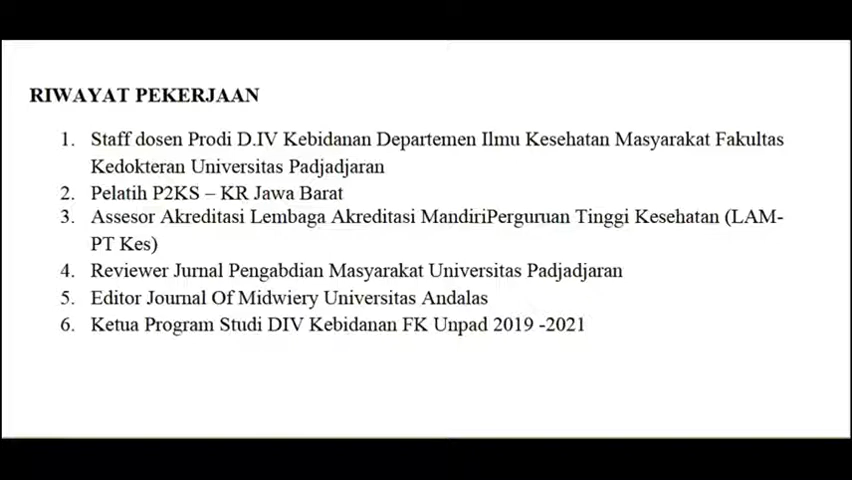 RIWAYAT PEKERJAAN
1. Staff dosen Prodi D.IV Kebidanan Departemen Ilmu Kesehatan Masyarakat Fakultas
Kedokteran Universitas Padjadjaran
2. Pelatih P2KS – KR Jawa Barat
3. Assesor Akreditasi Lembaga Akreditasi MandiriPerguruan Tinggi Kesehatan (LAM-
PT Kes)
4. Reviewer Jurnal Pengabdian Masyarakat Universitas Padjadjaran
5. Editor Journal Of Midwiery Universitas Andalas
6. Ketua Program Studi DIV Kebidanan FK Unpad 2019 -2021